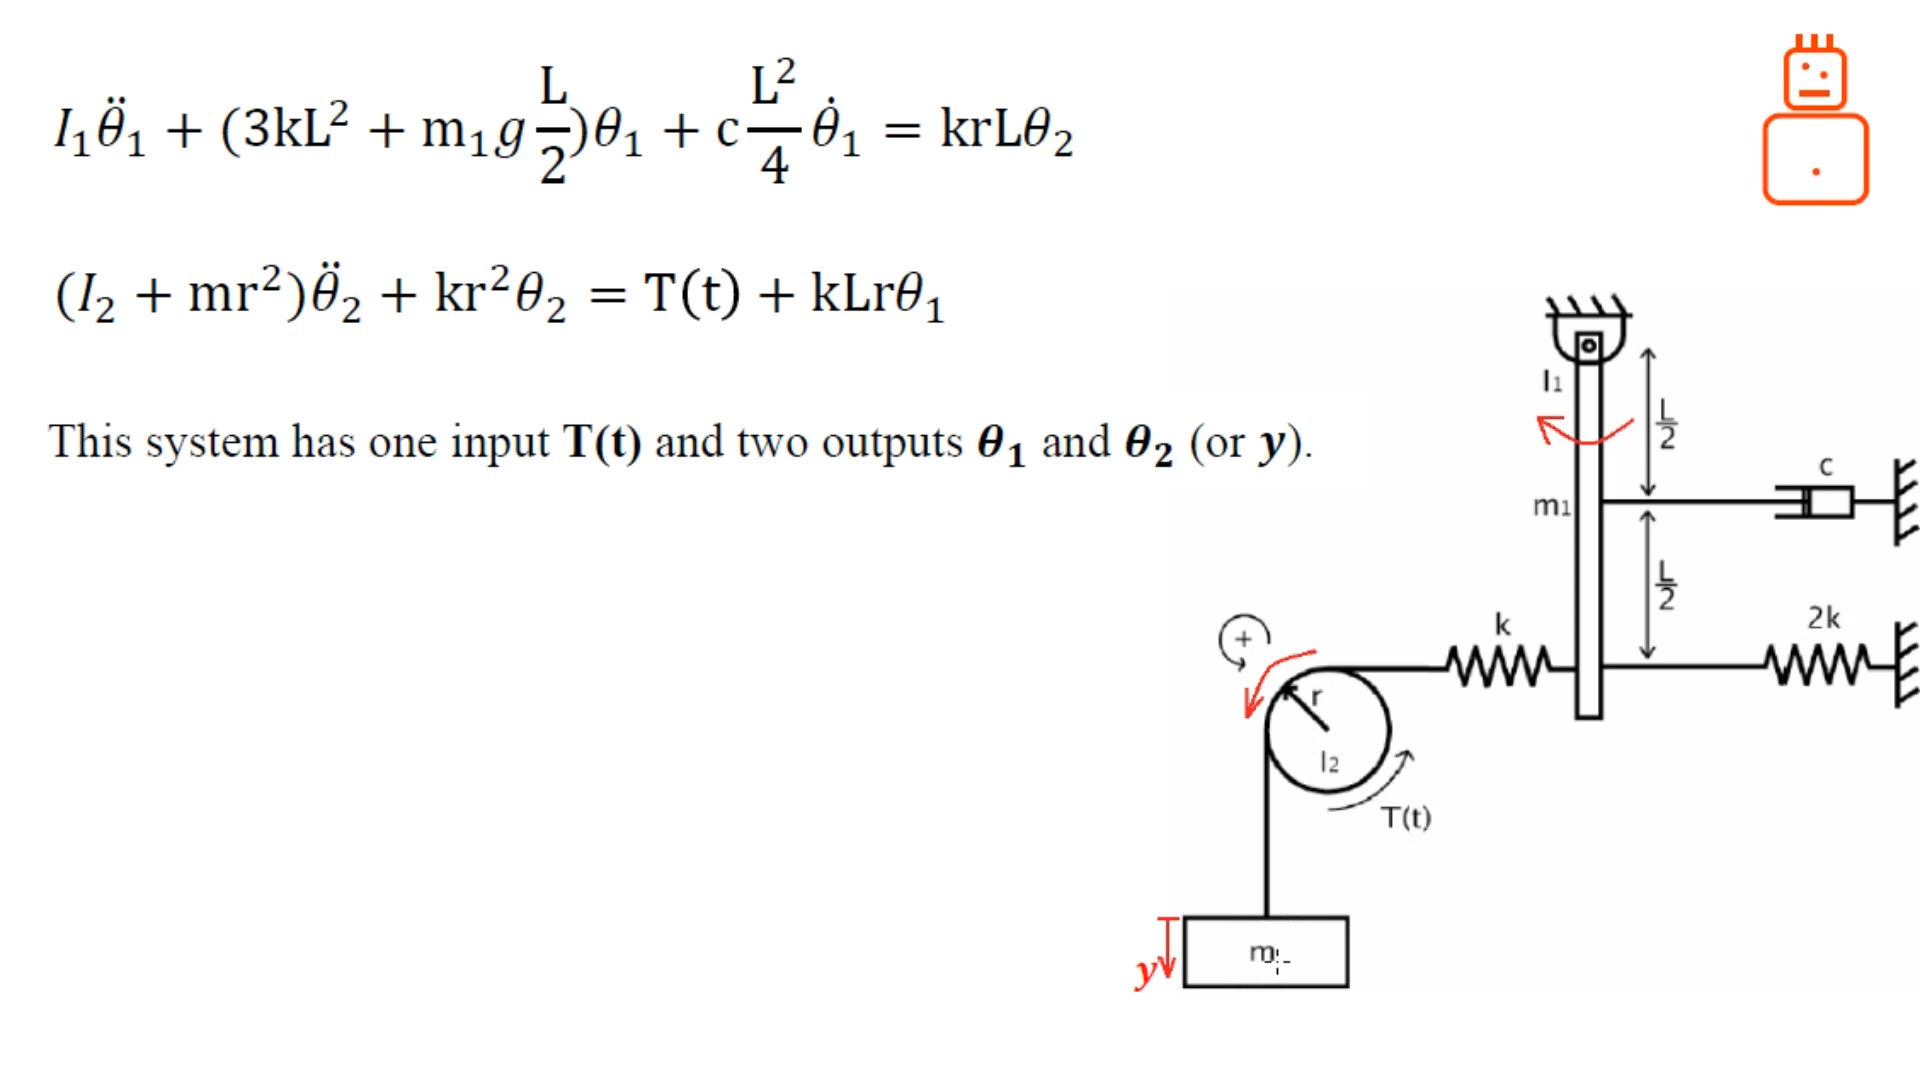 I₁θ̈₁ + (3kL² + m₁g L/2)θ₁ + c L²/4 θ̇₁ = krLθ₂
(I₂ + mr²)θ̈₂ + kr²θ₂ = T(t) + kLrθ₁
This system has one input T(t) and two outputs θ₁ and θ₂ (or y).
I₁
L/2
c
m₁
L/2
k
2k
+
r
I₂
T(t)
m
y